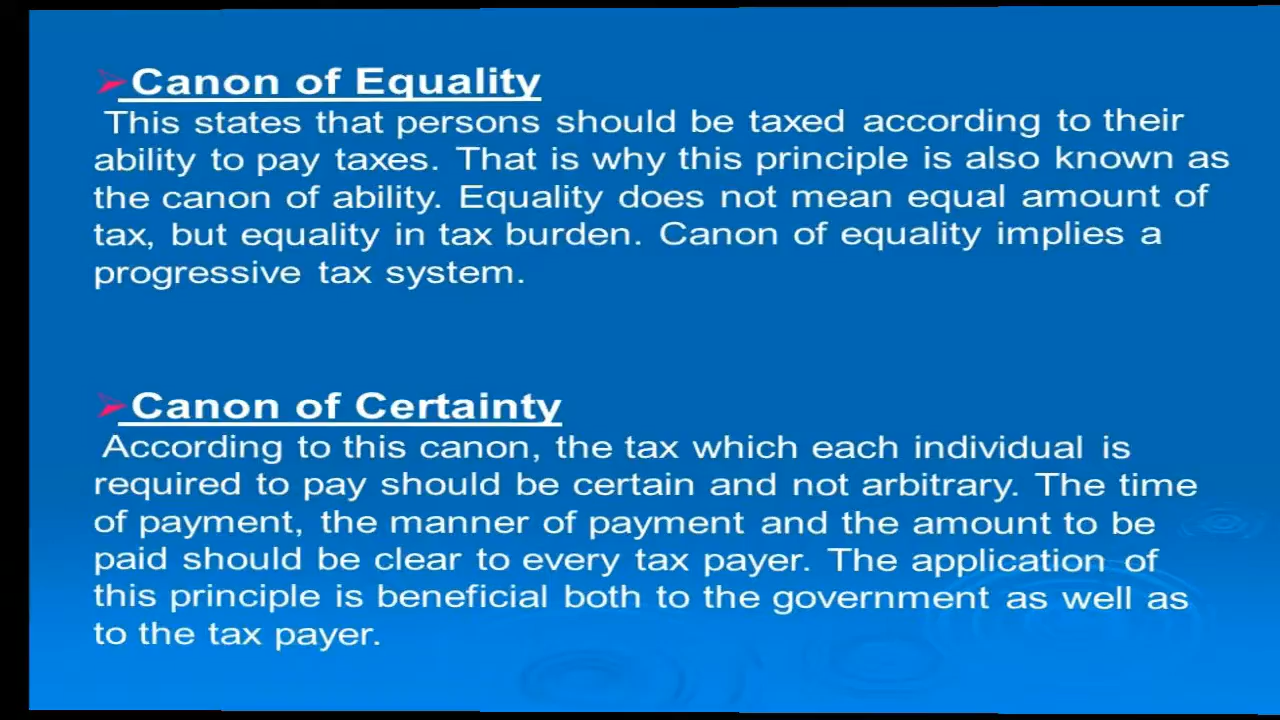 Canon of Equality
This states that persons should be taxed according to their
ability to pay taxes. That is why this principle is also known as
the canon of ability. Equality does not mean equal amount of
tax, but equality in tax burden. Canon of equality implies a
progressive tax system.
Canon of Certainty
According to this canon, the tax which each individual is
required to pay should be certain and not arbitrary. The time
of payment, the manner of payment and the amount to be
paid should be clear to every tax payer. The application of
this principle is beneficial both to the government as well as
to the tax payer.